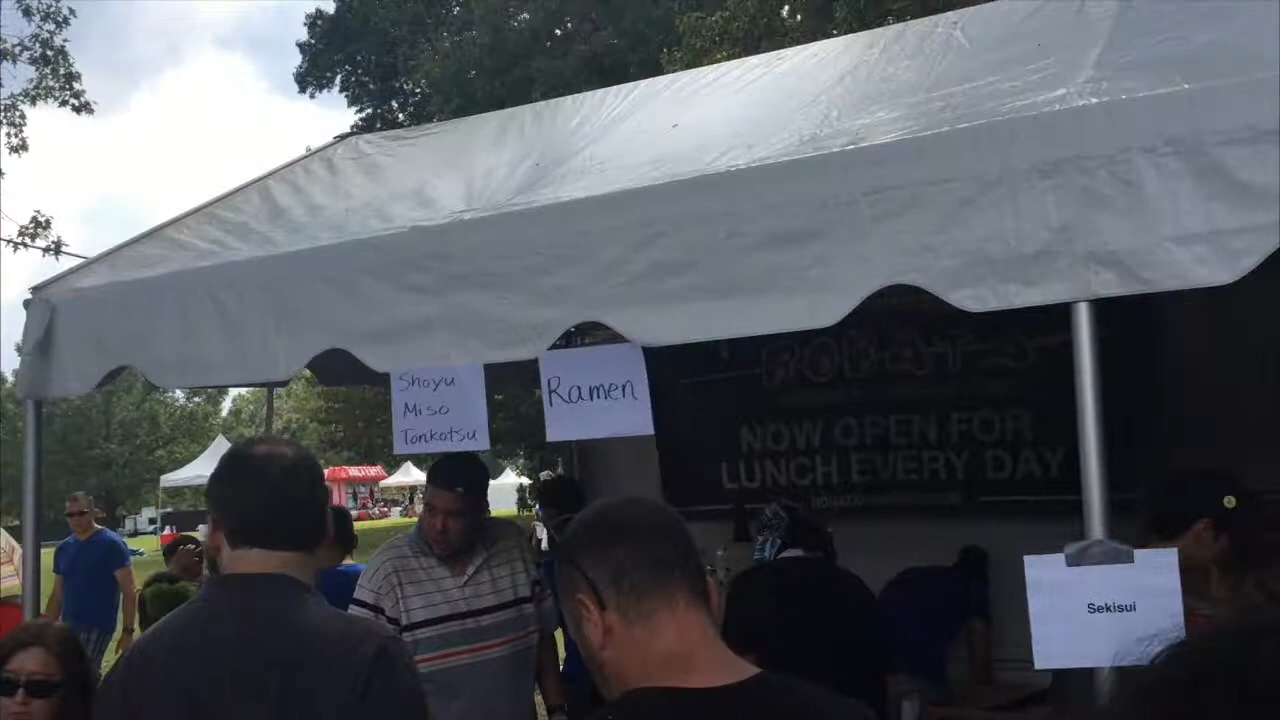 Shoyu
Miso
Tonkotsu
Ramen
NOW OPEN FOR
LUNCH EVERY DAY
Sekisui